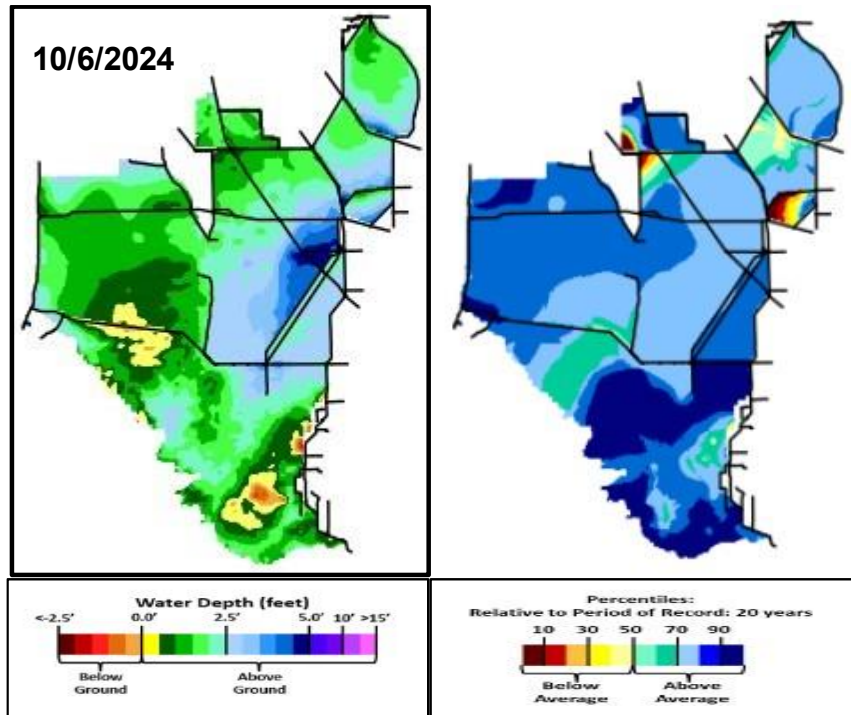 10/6/2024
Water Depth (feet)
<-2.5' 0.0' 2.5' 5.0' 10' >15'
Below Ground
Above Ground
Percentiles:
Relative to Period of Record: 20 years
10 30 50 70 90
Below Average
Above Average